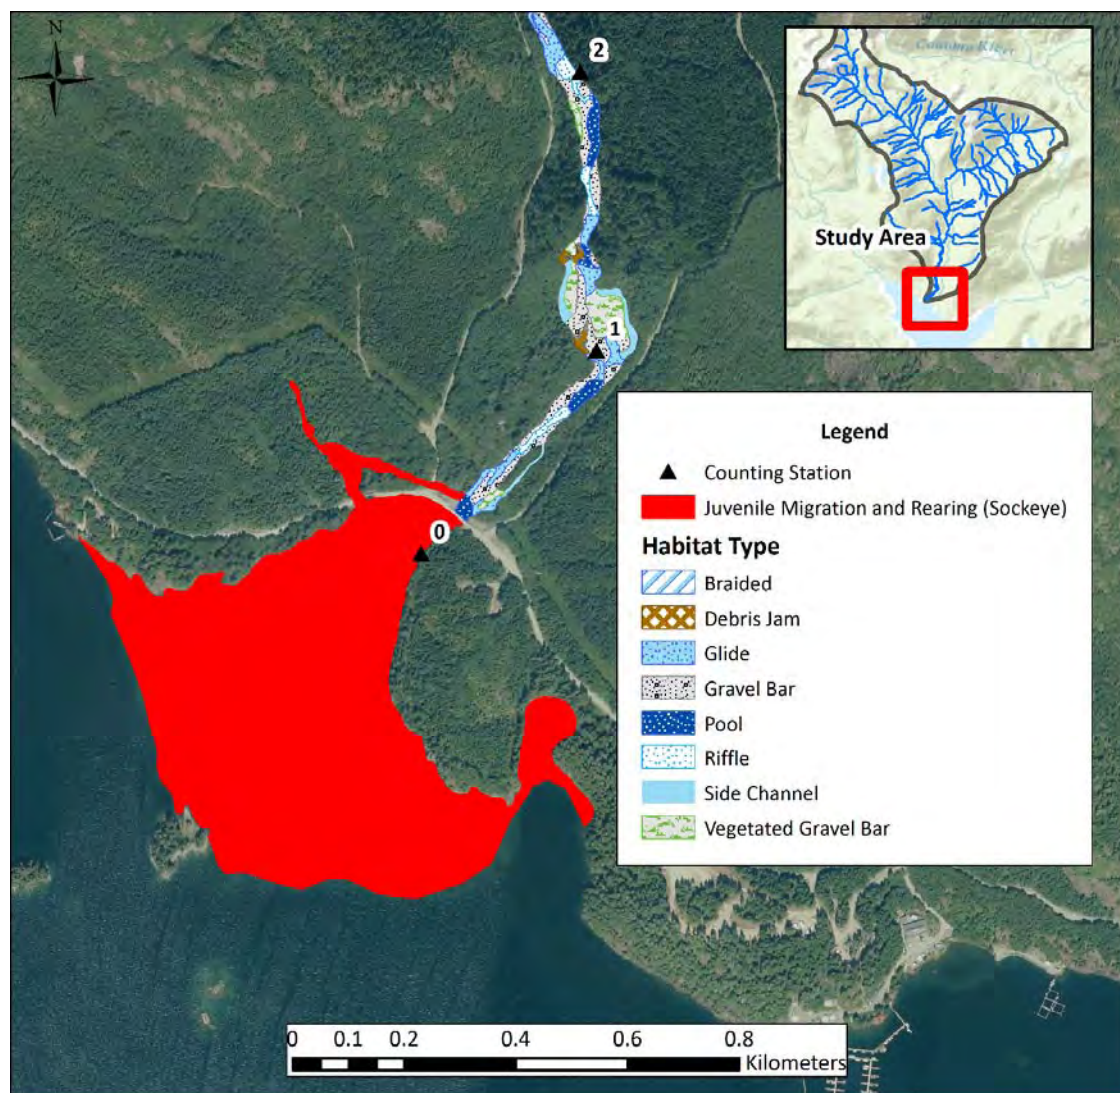 N
2
Conuma River
Study Area
1
Legend
Counting Station
Juvenile Migration and Rearing (Sockeye)
0
Habitat Type
Braided
Debris Jam
Glide
Gravel Bar
Pool
Riffle
Side Channel
Vegetated Gravel Bar
0 0.1 0.2 0.4 0.6 0.8
Kilometers